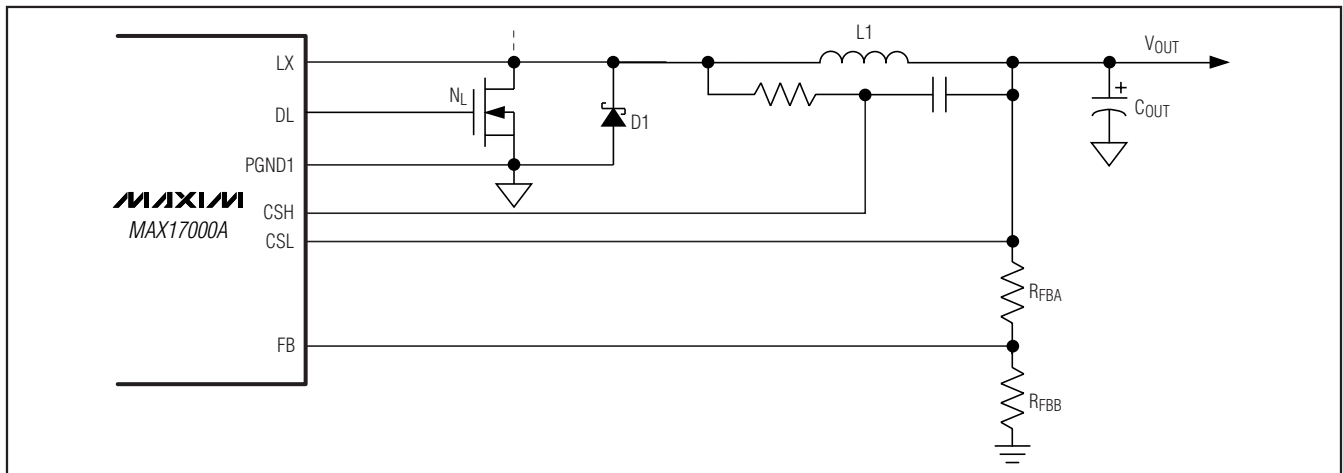 L1
VOUT
LX
NL
DL
D1
+
COUT
PGND1
MAXIM
MAX17000A
CSH
CSL
RFBA
FB
RFBB